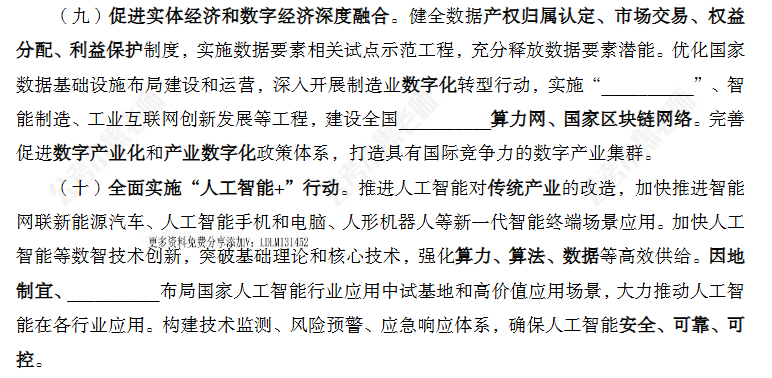 （九）促进实体经济和数字经济深度融合。健全数据产权归属认定、市场交易、权益
分配、利益保护制度，实施数据要素相关试点示范工程，充分释放数据要素潜能。优化国家
数据基础设施布局建设和运营，深入开展制造业数字化转型行动，实施“__________”、智
能制造、工业互联网创新发展等工程，建设全国__________算力网、国家区块链网络。完善
促进数字产业化和产业数字化政策体系，打造具有国际竞争力的数字产业集群。
（十）全面实施“人工智能+”行动。推进人工智能对传统产业的改造，加快推进智能
网联新能源汽车、人工智能手机和电脑、人形机器人等新一代智能终端场景应用。加快人工
更多资料免费分享添加V：LDLM131452
智能等数智技术创新，突破基础理论和核心技术，强化算力、算法、数据等高效供给。因地
制宜、__________布局国家人工智能行业应用中试基地和高价值应用场景，大力推动人工智
能在各行业应用。构建技术监测、风险预警、应急响应体系，确保人工智能安全、可靠、可
控。